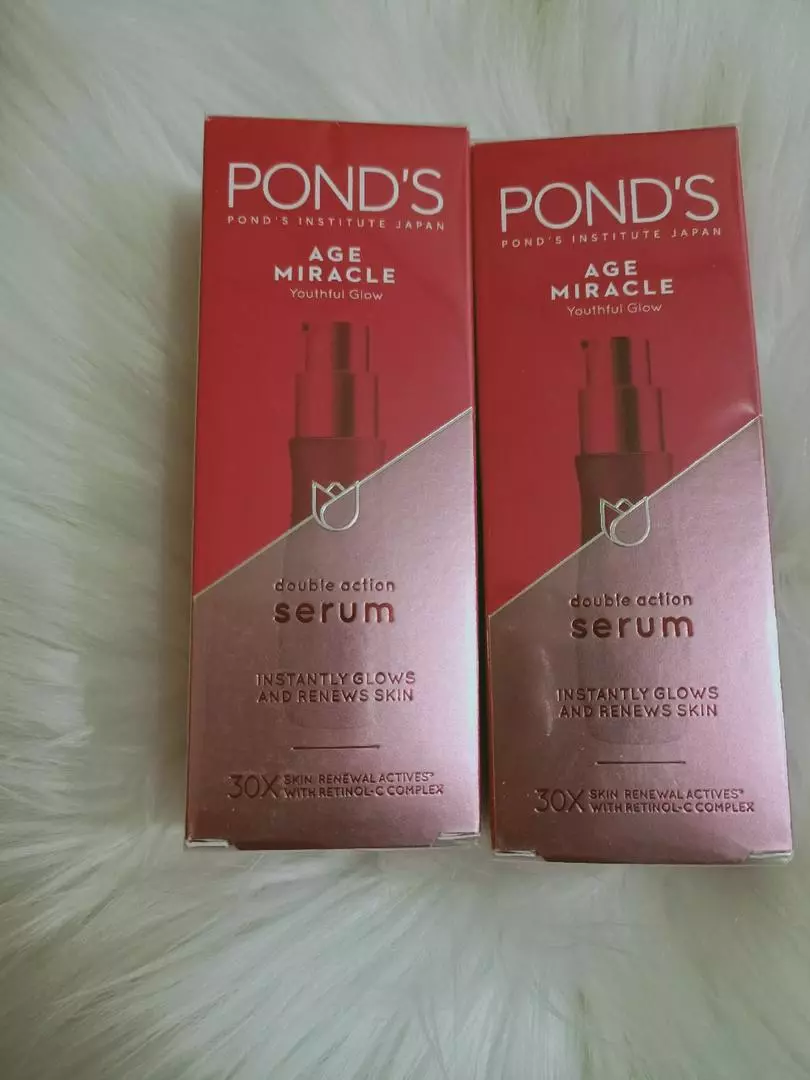 POND'S
POND'S INSTITUTE JAPAN
AGE
MIRACLE
Youthful Glow
double action
serum
INSTANTLY GLOWS
AND RENEWS SKIN
30X SKIN RENEWAL ACTIVES*
WITH RETINOL-C COMPLEX
POND'S
POND'S INSTITUTE JAPAN
AGE
MIRACLE
Youthful Glow
double action
serum
INSTANTLY GLOWS
AND RENEWS SKIN
30X SKIN RENEWAL ACTIVES*
WITH RETINOL-C COMPLEX